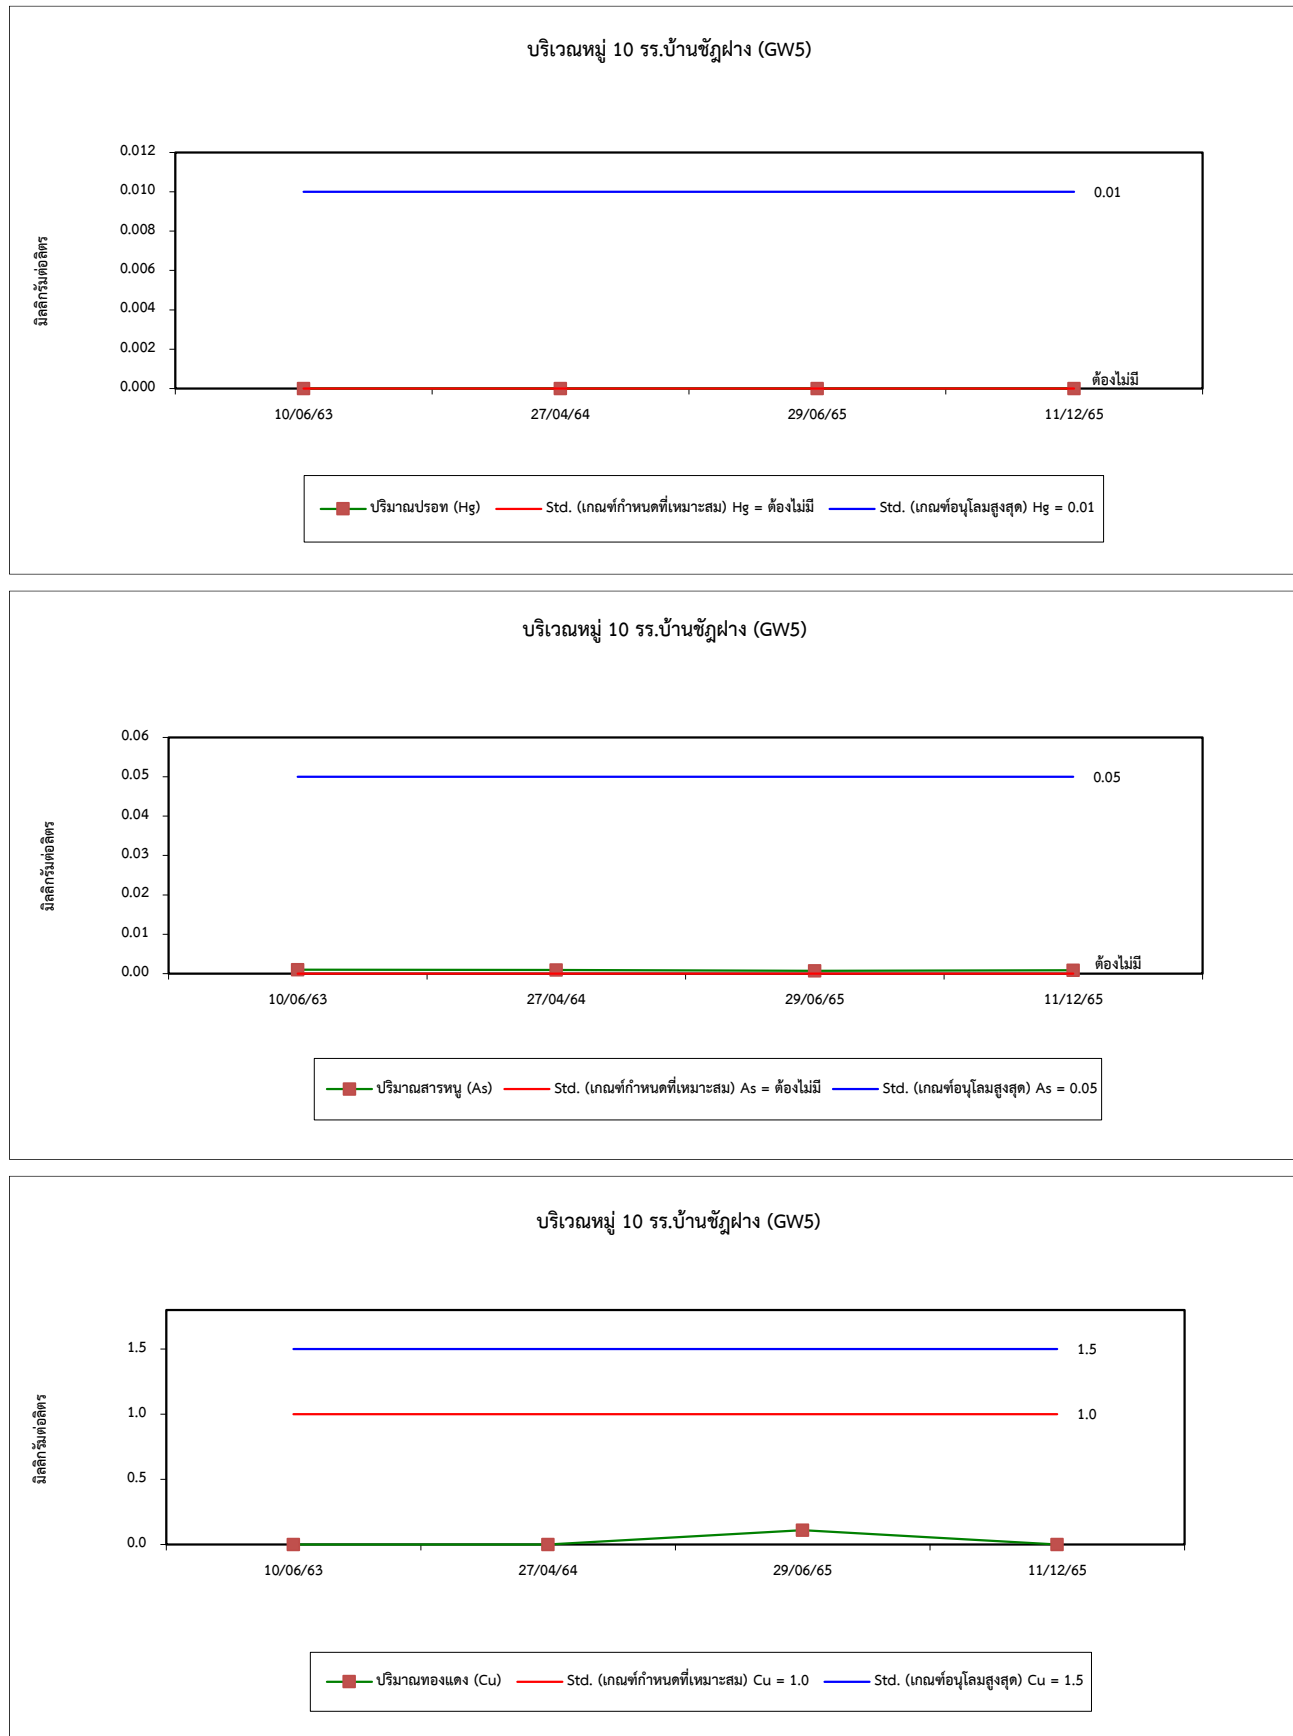 บริเวณหมู่ 10 รร.บ้านชัฎฝาง (GW5)
มิลลิกรัมต่อลิตร
0.012
0.010
0.008
0.006
0.004
0.002
0.000
0.01
ต้องไม่มี
10/06/63 27/04/64 29/06/65 11/12/65
ปริมาณปรอท (Hg) Std. (เกณฑ์กำหนดที่เหมาะสม) Hg = ต้องไม่มี Std. (เกณฑ์อนุโลมสูงสุด) Hg = 0.01
บริเวณหมู่ 10 รร.บ้านชัฎฝาง (GW5)
มิลลิกรัมต่อลิตร
0.06
0.05
0.04
0.03
0.02
0.01
0.00
0.05
ต้องไม่มี
10/06/63 27/04/64 29/06/65 11/12/65
ปริมาณสารหนู (As) Std. (เกณฑ์กำหนดที่เหมาะสม) As = ต้องไม่มี Std. (เกณฑ์อนุโลมสูงสุด) As = 0.05
บริเวณหมู่ 10 รร.บ้านชัฎฝาง (GW5)
มิลลิกรัมต่อลิตร
1.5
1.0
0.5
0.0
1.5
1.0
10/06/63 27/04/64 29/06/65 11/12/65
ปริมาณทองแดง (Cu) Std. (เกณฑ์กำหนดที่เหมาะสม) Cu = 1.0 Std. (เกณฑ์อนุโลมสูงสุด) Cu = 1.5